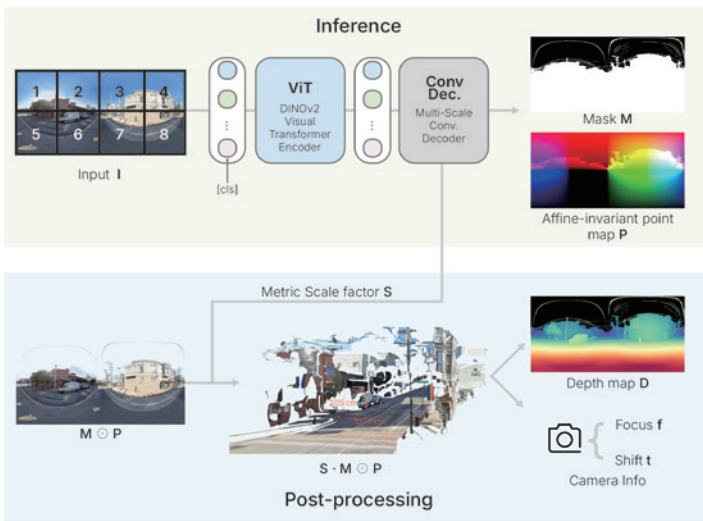 Inference
1 2 3 4
5 6 7 8
Input I
[cls]
ViT
DINOv2
Visual
Transformer
Encoder
Conv
Dec.
Multi-Scale
Conv.
Decoder
Mask M
Affine-invariant point
map P
Metric Scale factor S
M ⊙ P
105 cm
S · M ⊙ P
Depth map D
Focus f
Shift t
Camera Info
Post-processing